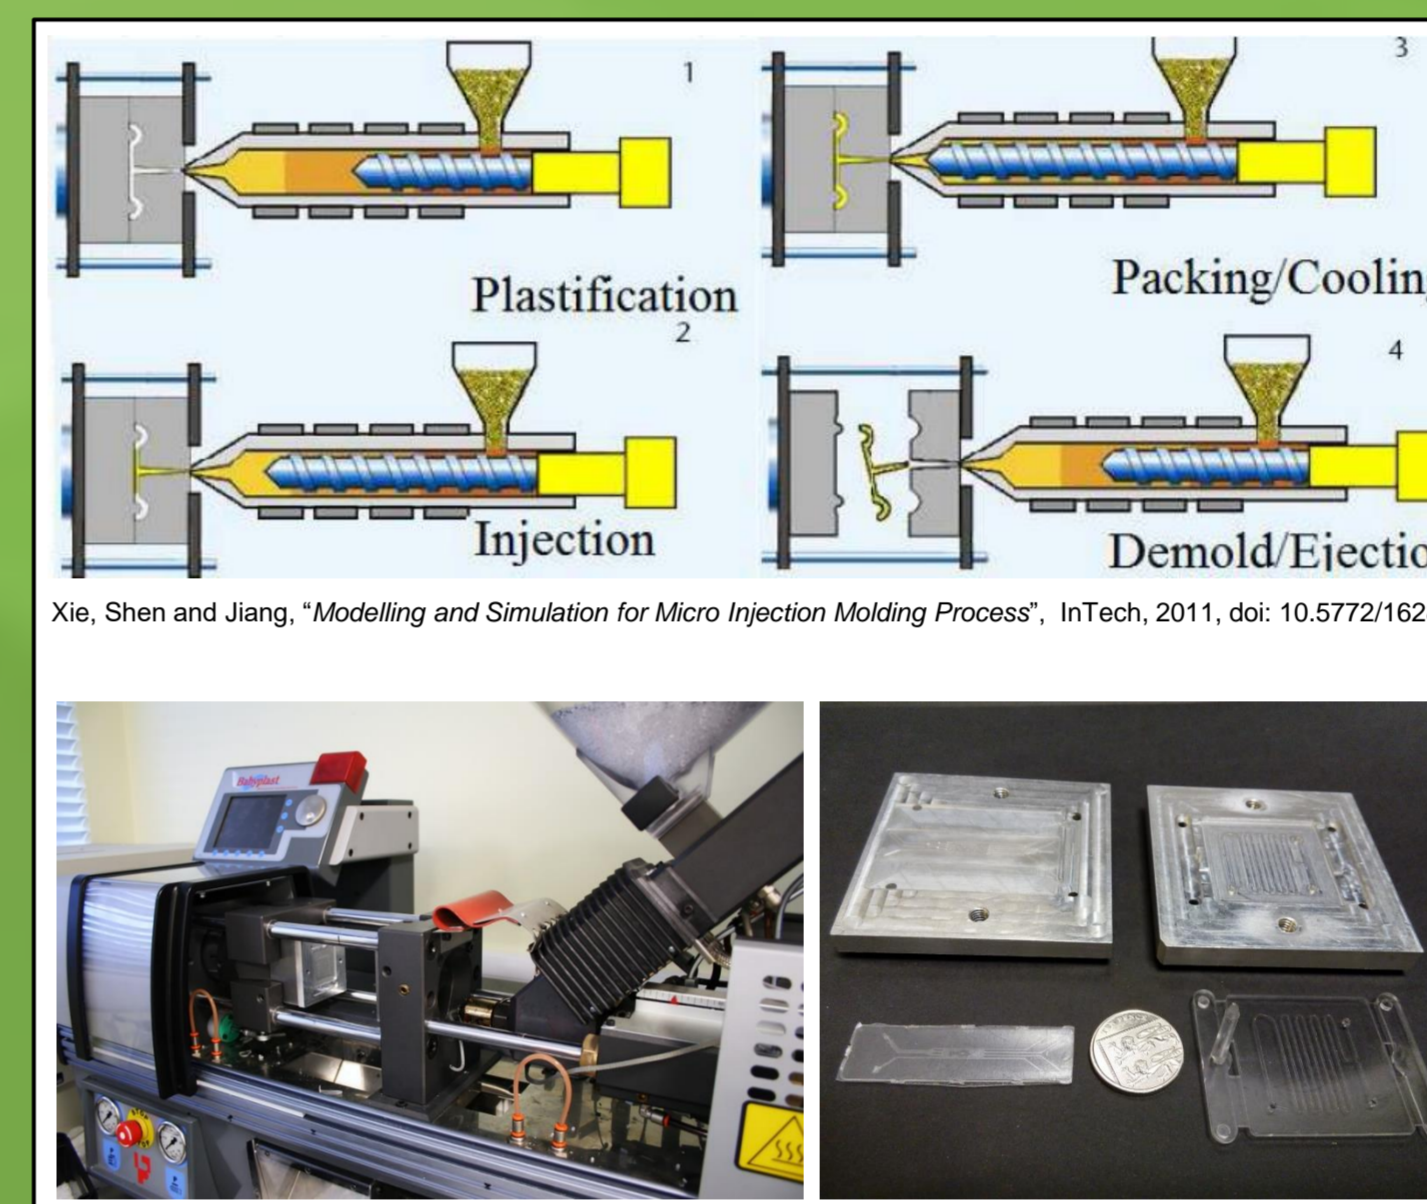 1
Plastification
2
Injection
3
Packing/Coolin
4
Demold/Ejectio
Xie, Shen and Jiang, “Modelling and Simulation for Micro Injection Molding Process”, InTech, 2011, doi: 10.5772/162
Babyplast
STOP